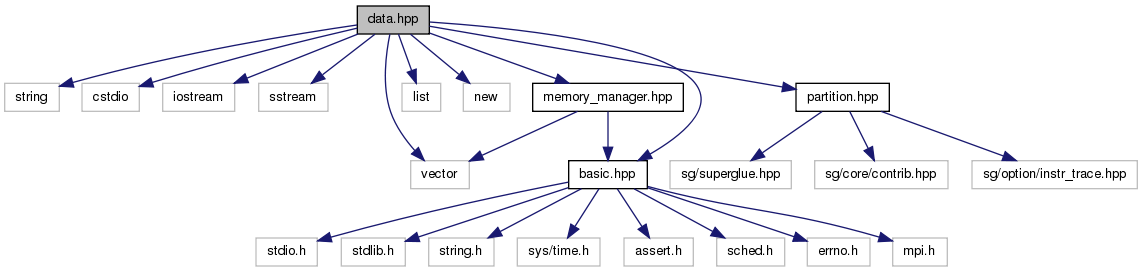 data.hpp
string
cstdio
iostream
sstream
list
new
memory_manager.hpp
partition.hpp
vector
basic.hpp
sg/superglue.hpp
sg/core/contrib.hpp
sg/option/instr_trace.hpp
stdio.h
stdlib.h
string.h
sys/time.h
assert.h
sched.h
errno.h
mpi.h